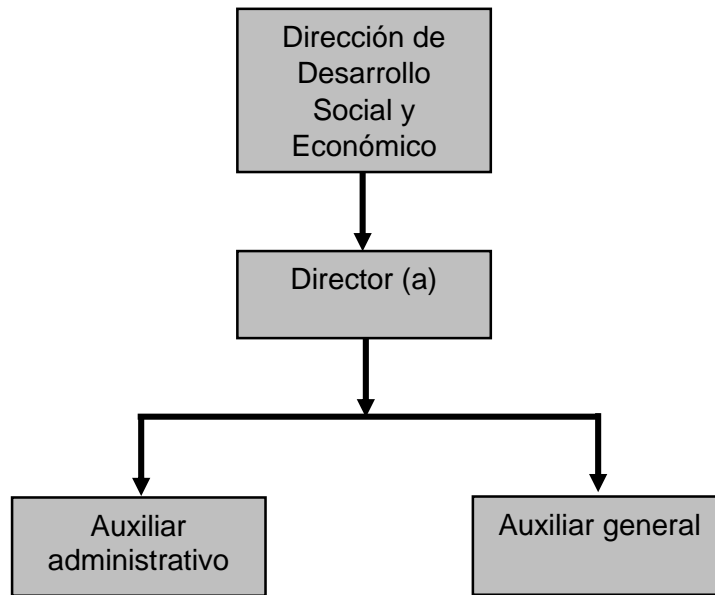 Dirección de
Desarrollo
Social y
Económico
Director (a)
Auxiliar
administrativo
Auxiliar general